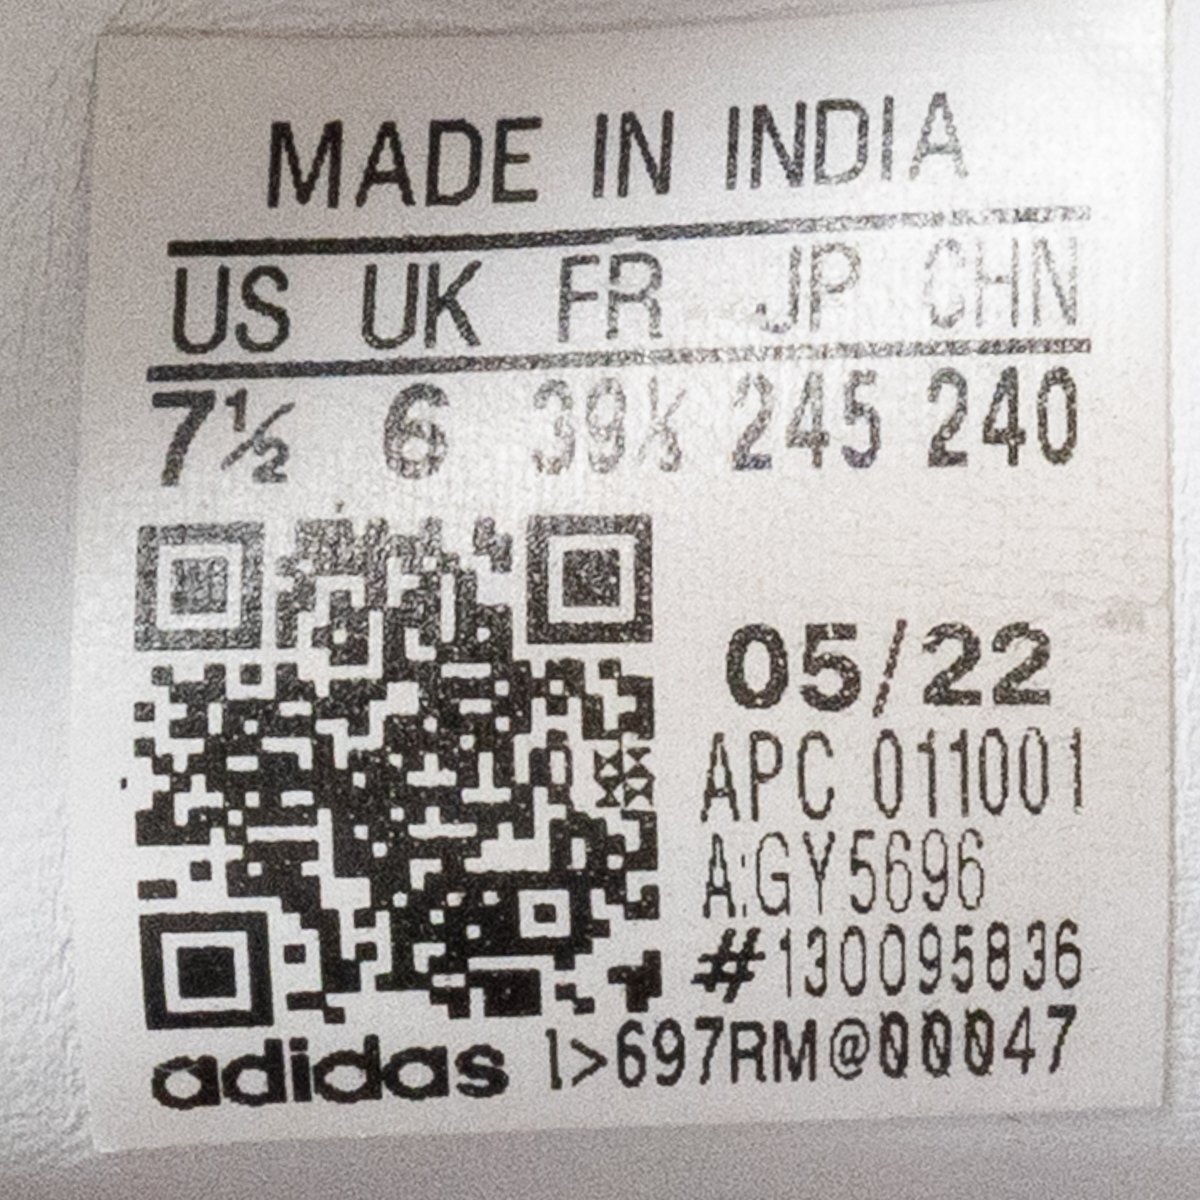 MADE IN INDIA
US UK FR JP CHN
7½ 6 39⅓ 245 240
05/22
APC 011001
A:GY5696
#130095836
adidas 1>697RM@00047